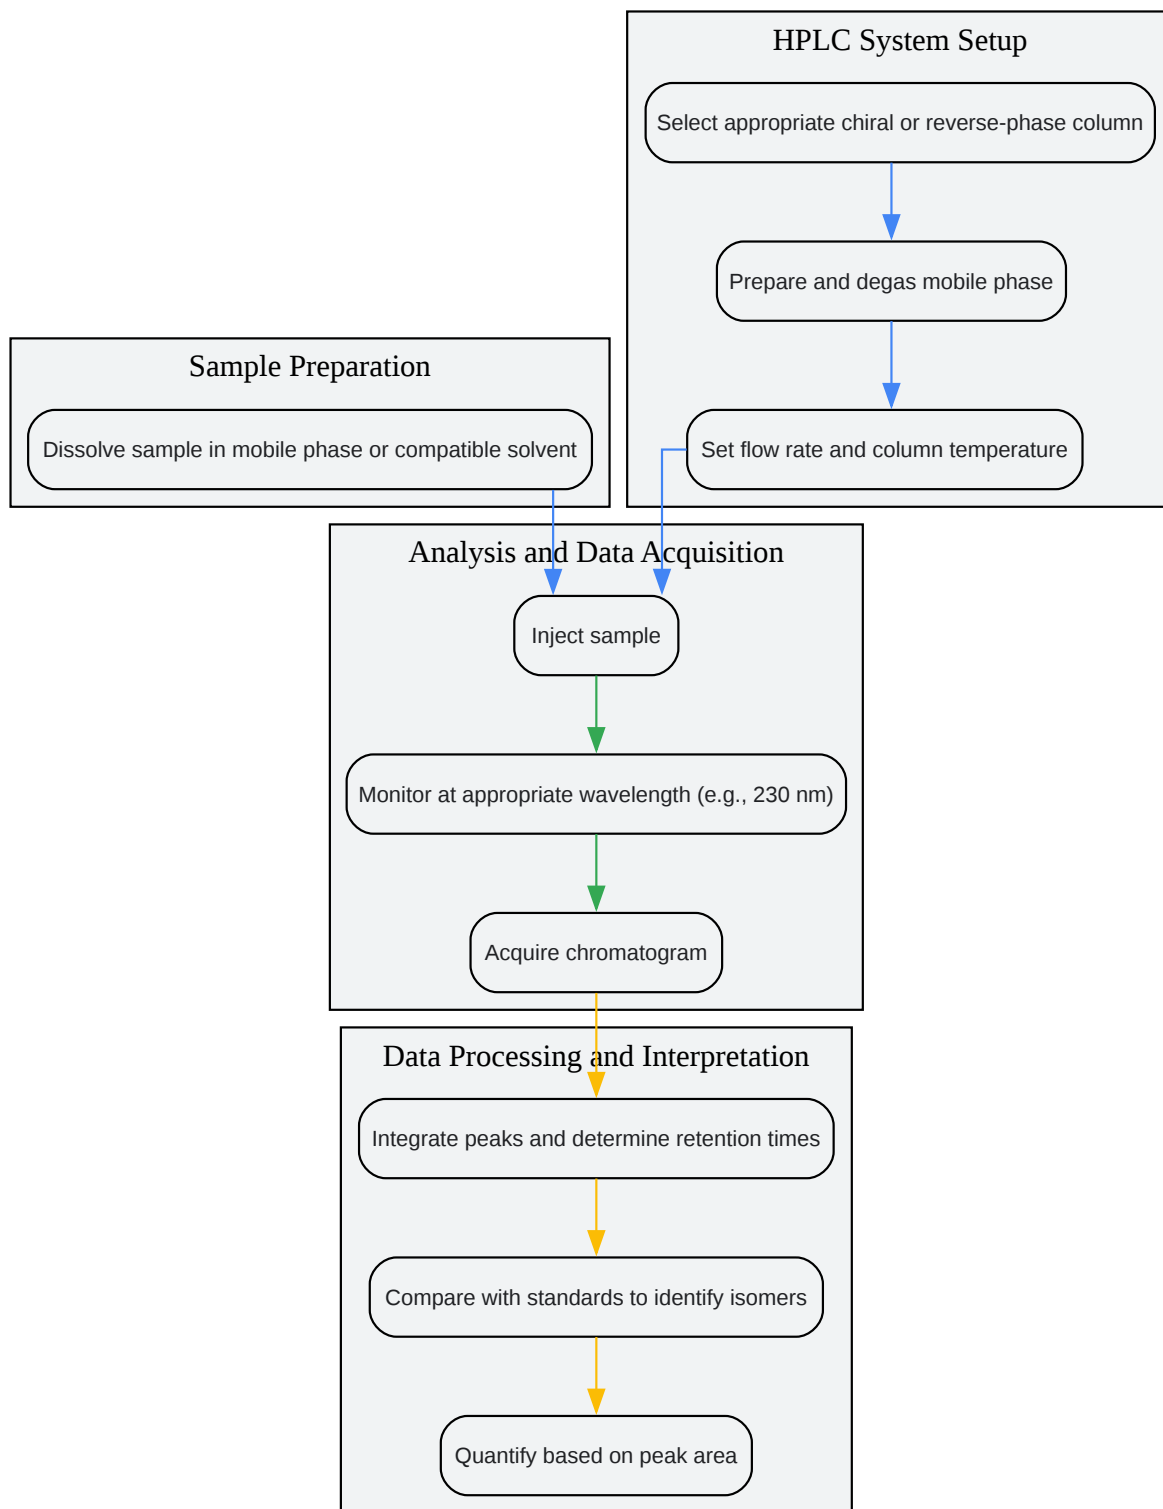 HPLC System Setup
Select appropriate chiral or reverse-phase column
Prepare and degas mobile phase
Set flow rate and column temperature
Sample Preparation
Dissolve sample in mobile phase or compatible solvent
Analysis and Data Acquisition
Inject sample
Monitor at appropriate wavelength (e.g., 230 nm)
Acquire chromatogram
Data Processing and Interpretation
Integrate peaks and determine retention times
Compare with standards to identify isomers
Quantify based on peak area